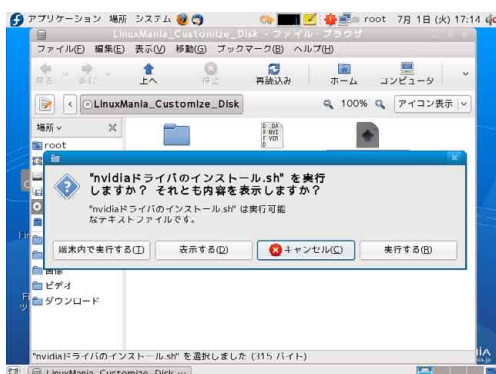 アプリケーション 場所 システム
root 7月 1日 (火) 17:14
LinuxMania_Customize_Disk - ファイル・ブラウザ
ファイル(F) 編集(E) 表示(V) 移動(G) ブックマーク(B) ヘルプ(H)
戻る 進む 上へ 停止 再読込み ホーム コンピュータ
LinuxMania_Customize_Disk 100% アイコン表示
場所
root
"nvidiaドライバのインストール.sh" を実行
しますか？ それとも内容を表示しますか？
"nvidiaドライバのインストール.sh" は実行可能
なテキストファイルです。
端末内で実行する(T) 表示する(D) キャンセル(C) 実行する(R)
画像
ビデオ
ダウンロード
"nvidiaドライバのインストール.sh" を選択しました (315 バイト)
LinuxMania_Customize_Disk